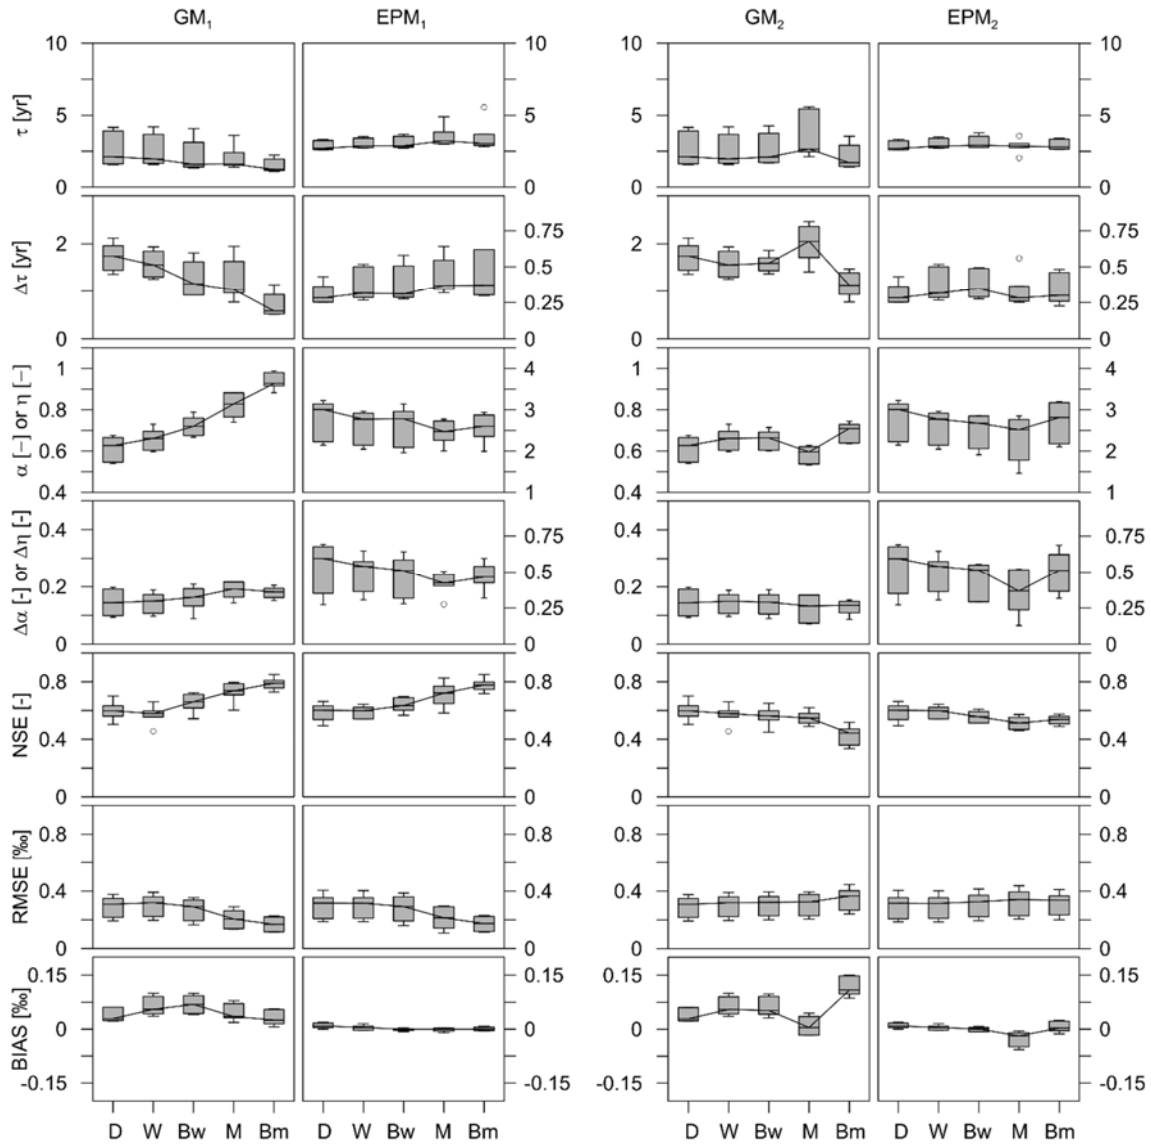 GM₁ EPM₁ GM₂ EPM₂
10 10 10 10
τ [yr]
5 5 5 5
0 0 0 0
Δτ [yr]
2 0.75 2 0.75
0.5 0.5
0.25 0.25
0 0 0 0
α [–] or η [–]
1 4 1 4
0.8 3 0.8 3
0.6 2 0.6 2
0.4 1 0.4 1
Δα [-] or Δη [-]
0.4 0.75 0.4 0.75
0.5 0.5
0.2 0.25 0.2 0.25
0 0 0 0
NSE [-]
0.8 0.8 0.8 0.8
0.4 0.4 0.4 0.4
0 0 0 0
RMSE [‰]
0.8 0.8 0.8 0.8
0.4 0.4 0.4 0.4
0 0 0 0
BIAS [‰]
0.15 0.15 0.15 0.15
0 0 0 0
-0.15 -0.15 -0.15 -0.15
D W Bw M Bm D W Bw M Bm D W Bw M Bm D W Bw M Bm